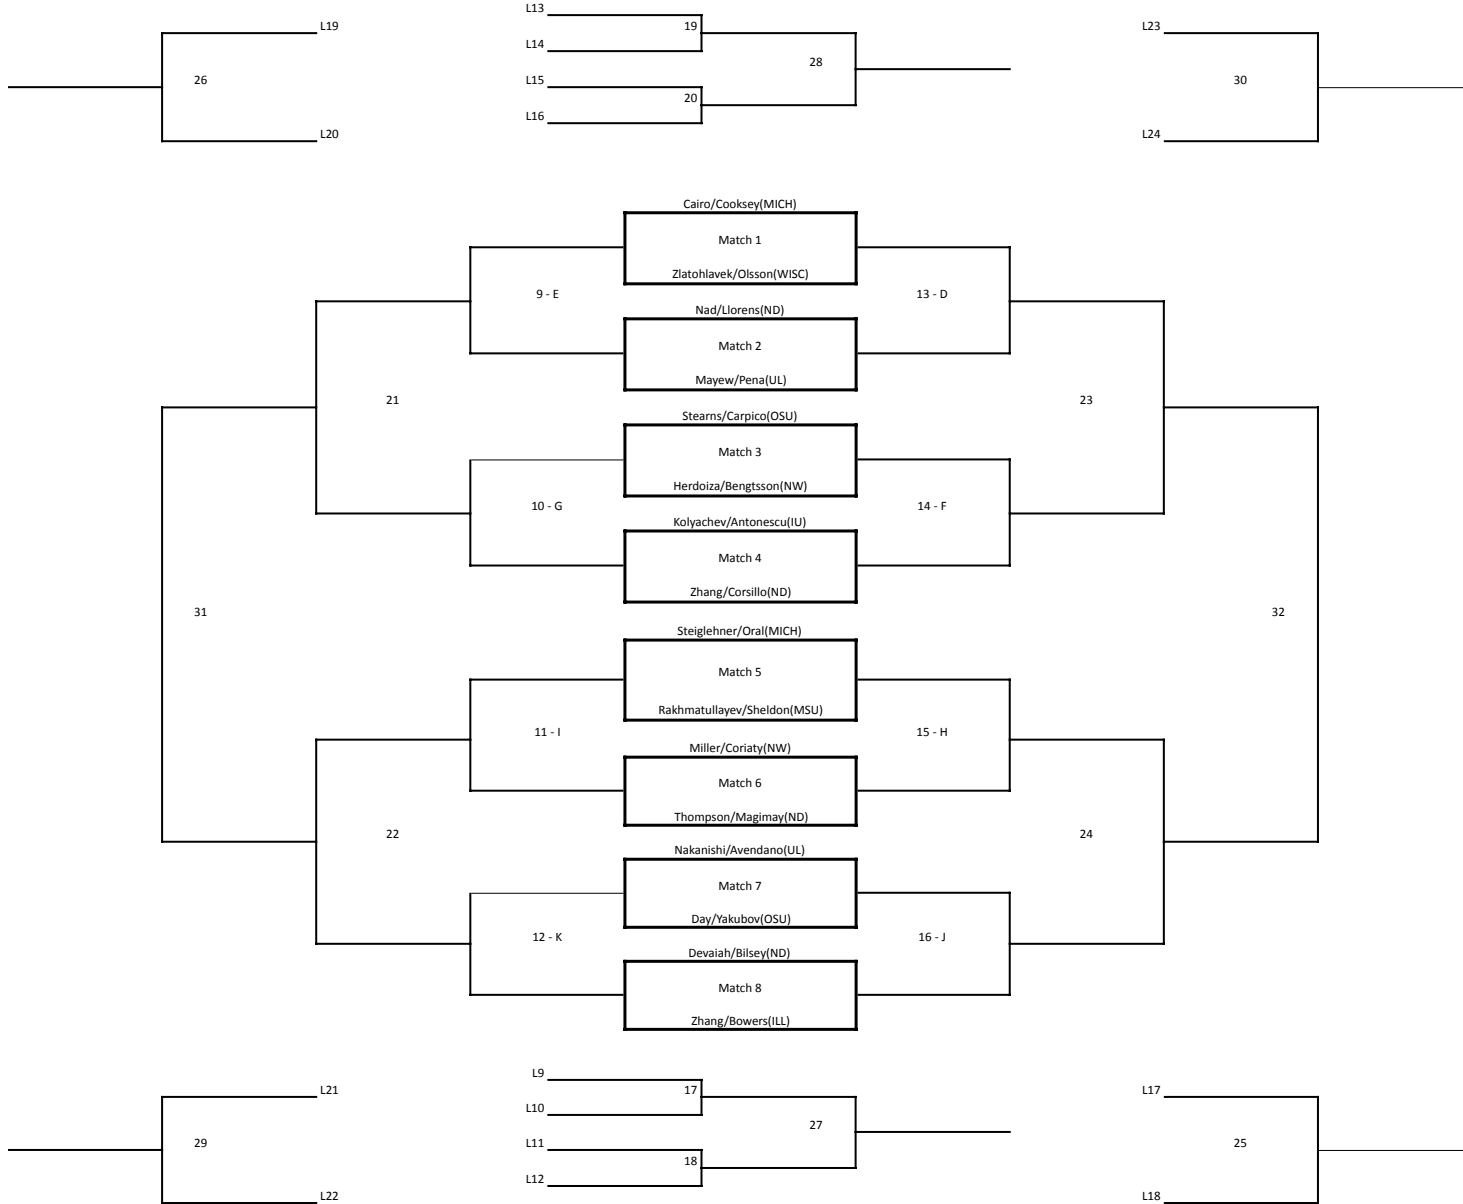 L13
L19
19
L23
L14
28
26
L15
30
20
L16
L20
L24
Cairo/Cooksey(MICH)
Match 1
Zlatohlavek/Olsson(WISC)
9 - E
13 - D
Nad/Llorens(ND)
Match 2
Mayew/Pena(UL)
21
23
Stearns/Carpico(OSU)
Match 3
Herdoiza/Bengtsson(NW)
10 - G
14 - F
Kolyachev/Antonescu(IU)
Match 4
Zhang/Corsillo(ND)
31
32
Steiglehner/Oral(MICH)
Match 5
Rakhmatullayev/Sheldon(MSU)
11 - I
15 - H
Miller/Coriaty(NW)
Match 6
Thompson/Magimay(ND)
22
24
Nakanishi/Avendano(UL)
Match 7
Day/Yakubov(OSU)
12 - K
16 - J
Devaiah/Bilsey(ND)
Match 8
Zhang/Bowers(ILL)
L9
L21
17
L17
L10
27
29
L11
25
18
L12
L22
L18